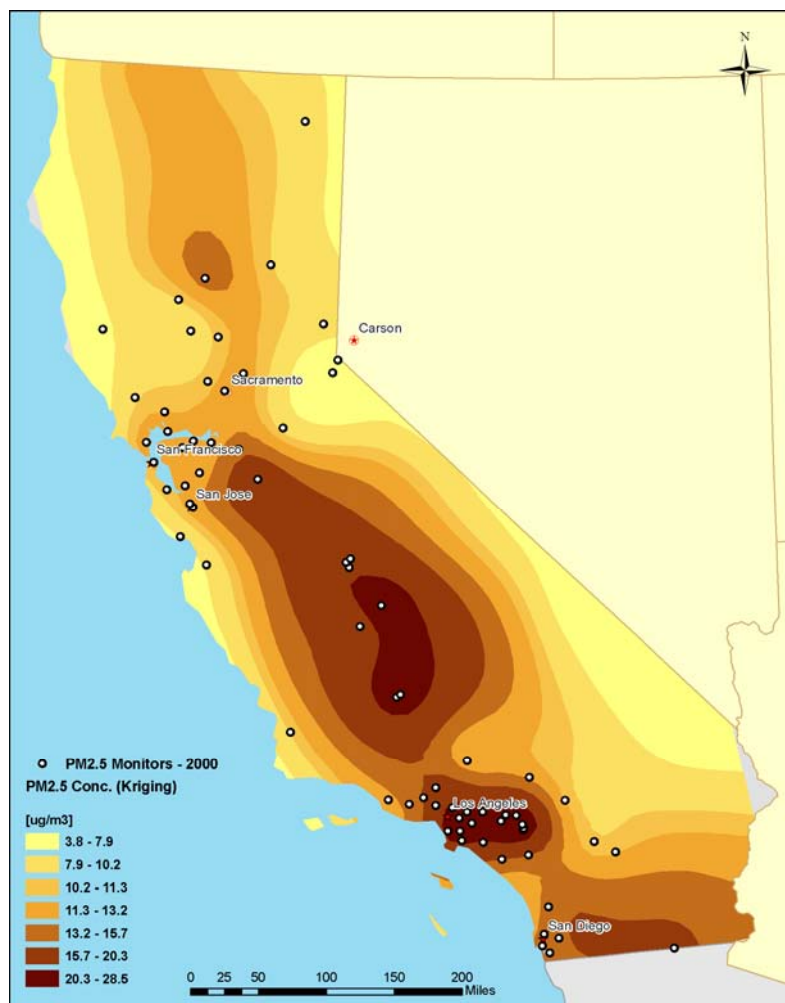 N
Carson
Sacramento
San Francisco
San Jose
Los Angeles
San Diego
PM2.5 Monitors - 2000
PM2.5 Conc. (Kriging)
[ug/m3]
3.8 - 7.9
7.9 - 10.2
10.2 - 11.3
11.3 - 13.2
13.2 - 15.7
15.7 - 20.3
20.3 - 28.5
0 25 50 100 150 200
Miles